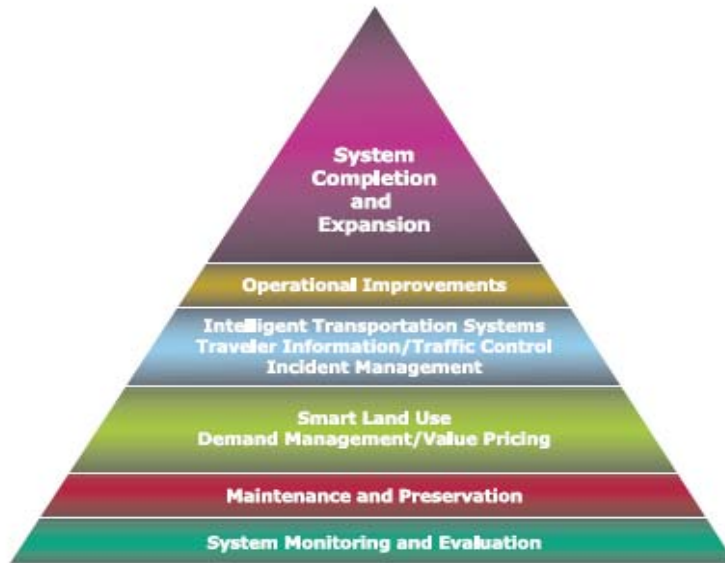 System
Completion
and
Expansion
Operational Improvements
Intelligent Transportation Systems
Traveler Information/Traffic Control
Incident Management
Smart Land Use
Demand Management/Value Pricing
Maintenance and Preservation
System Monitoring and Evaluation